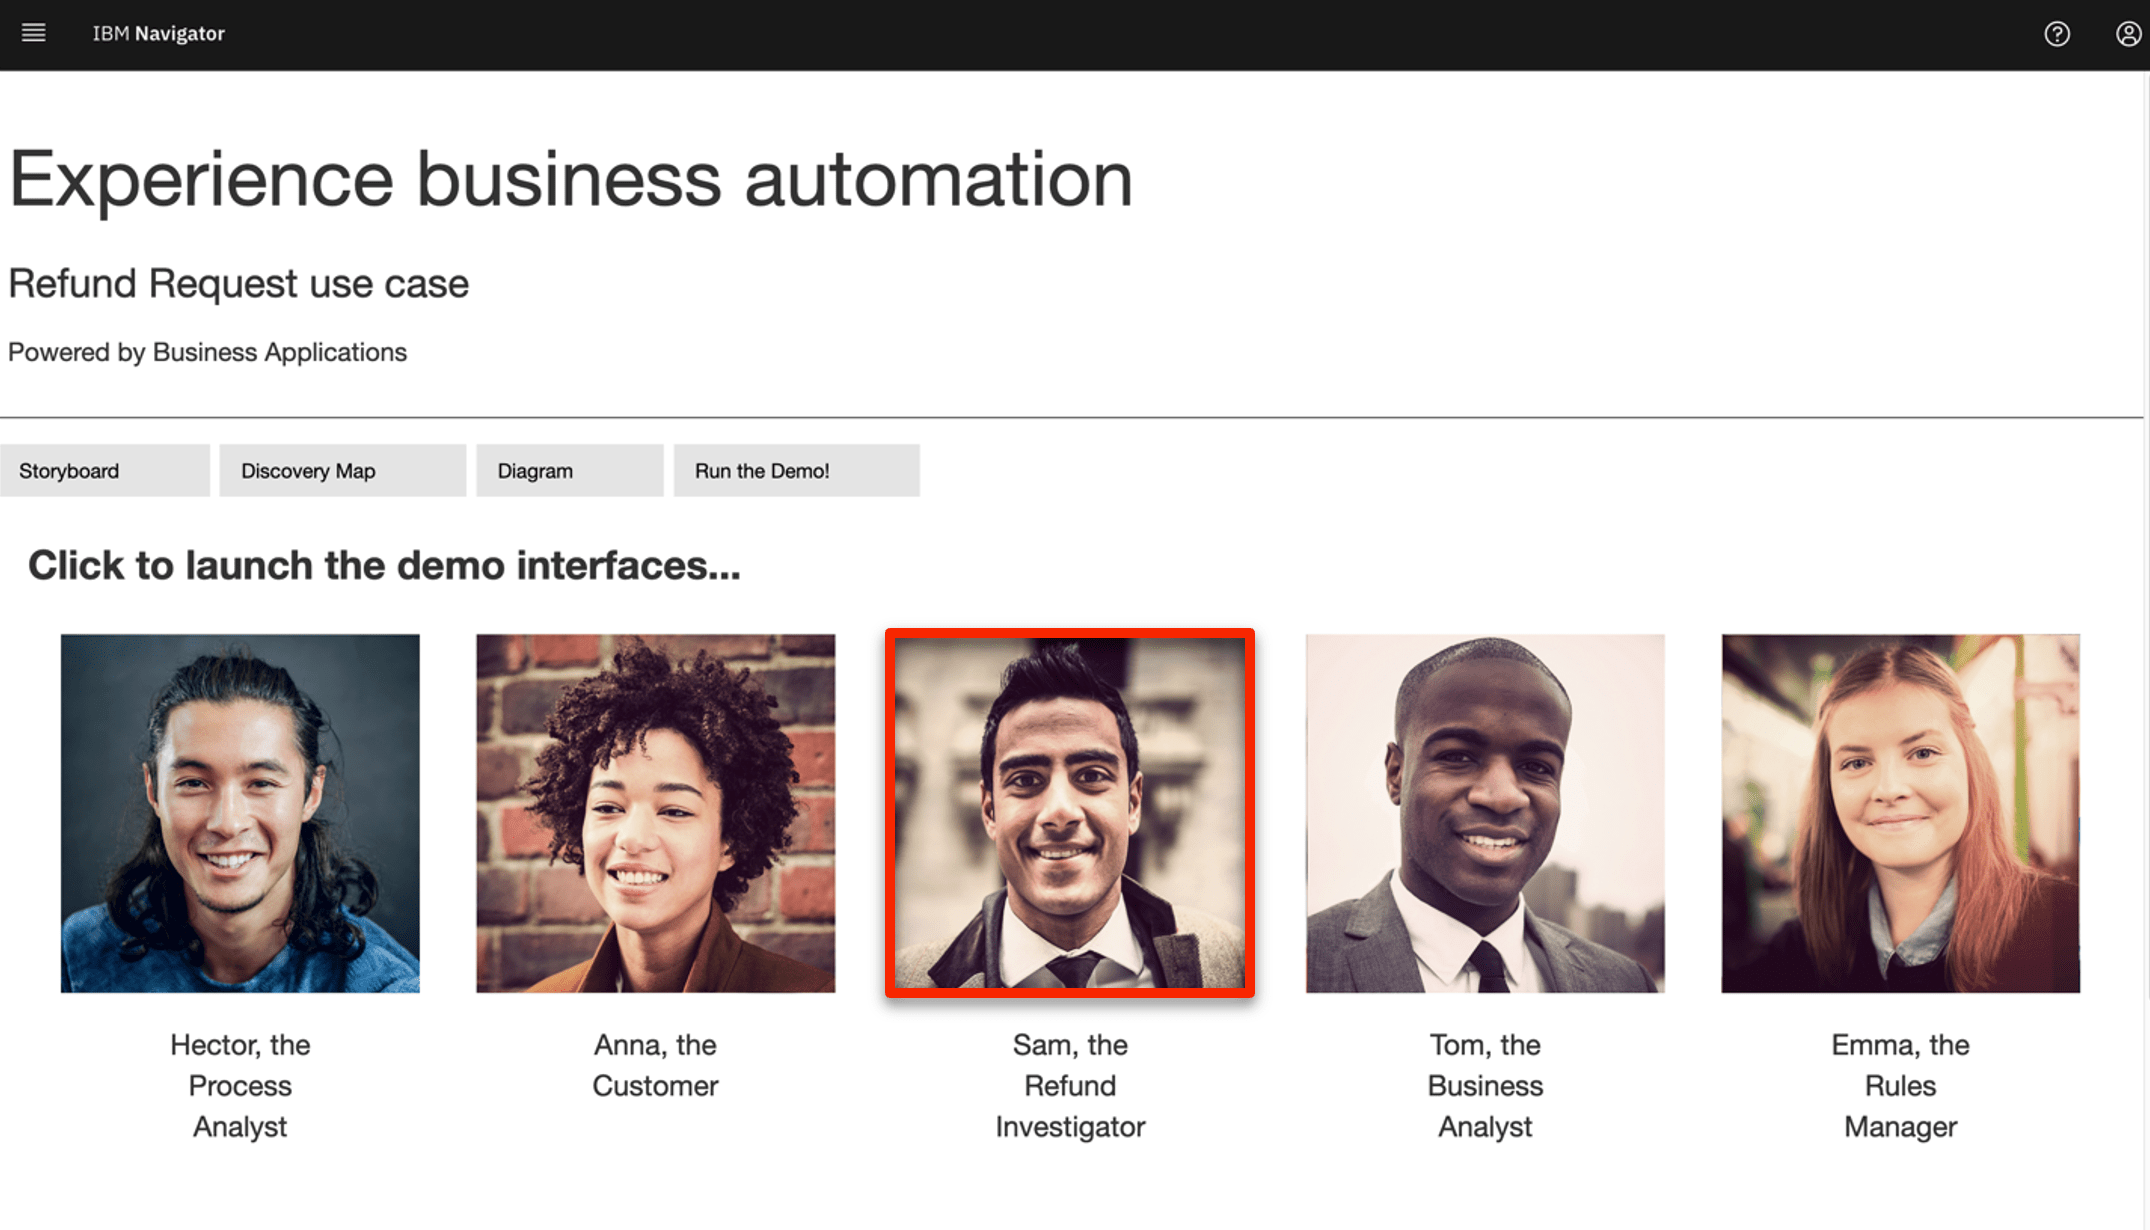 IBM Navigator
Experience business automation
Refund Request use case
Powered by Business Applications
Storyboard
Discovery Map
Diagram
Run the Demo!
Click to launch the demo interfaces...
Hector, the
Process
Analyst
Anna, the
Customer
Sam, the
Refund
Investigator
Tom, the
Business
Analyst
Emma, the
Rules
Manager